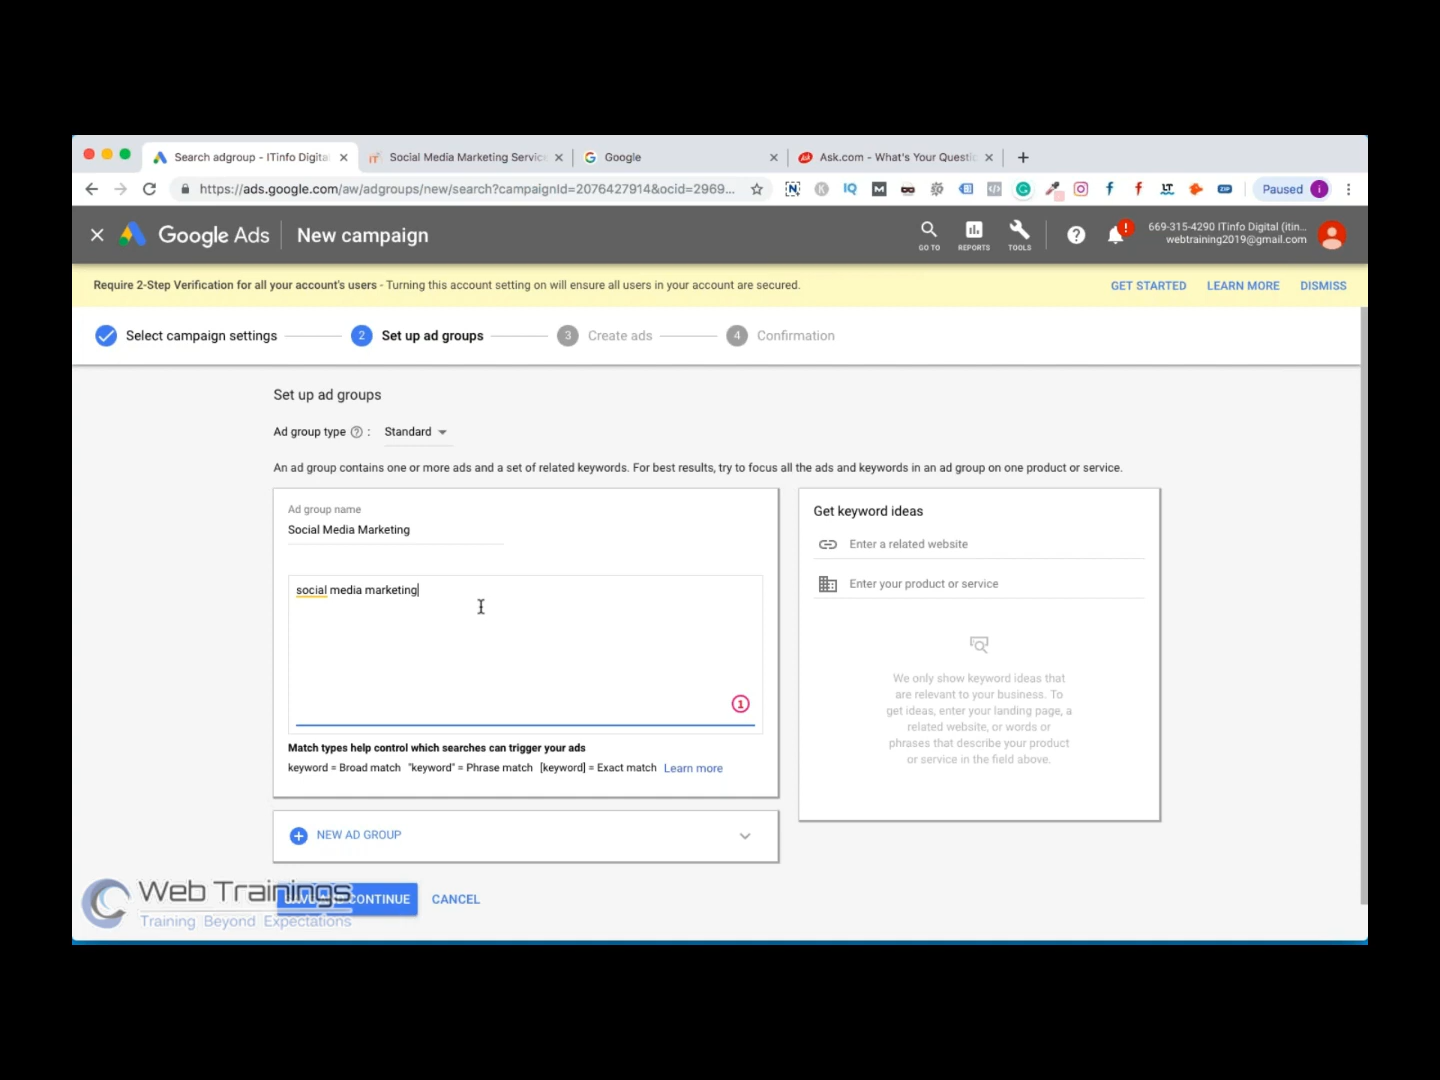 Search adgroup - ITinfo Digita
Social Media Marketing Service
Google
Ask.com - What's Your Questi
https://ads.google.com/aw/adgroups/new/search?campaignId=2076427914&ocid=2969...
N K IQ M LT ZIP
Paused i
Google Ads
New campaign
GO TO
REPORTS
TOOLS
669-315-4290 ITinfo Digital (itin...
webtraining2019@gmail.com
Require 2-Step Verification for all your account's users - Turning this account setting on will ensure all users in your account are secured.
GET STARTED
LEARN MORE
DISMISS
Select campaign settings
2 Set up ad groups
3 Create ads
4 Confirmation
Set up ad groups
Ad group type ? : Standard
An ad group contains one or more ads and a set of related keywords. For best results, try to focus all the ads and keywords in an ad group on one product or service.
Ad group name
Social Media Marketing
social media marketing
1
Match types help control which searches can trigger your ads
keyword = Broad match "keyword" = Phrase match [keyword] = Exact match Learn more
Get keyword ideas
Enter a related website
Enter your product or service
We only show keyword ideas that
are relevant to your business. To
get ideas, enter your landing page, a
related website, or words or
phrases that describe your product
or service in the field above.
NEW AD GROUP
CONTINUE
CANCEL
Web Trainings
Training Beyond Expectations